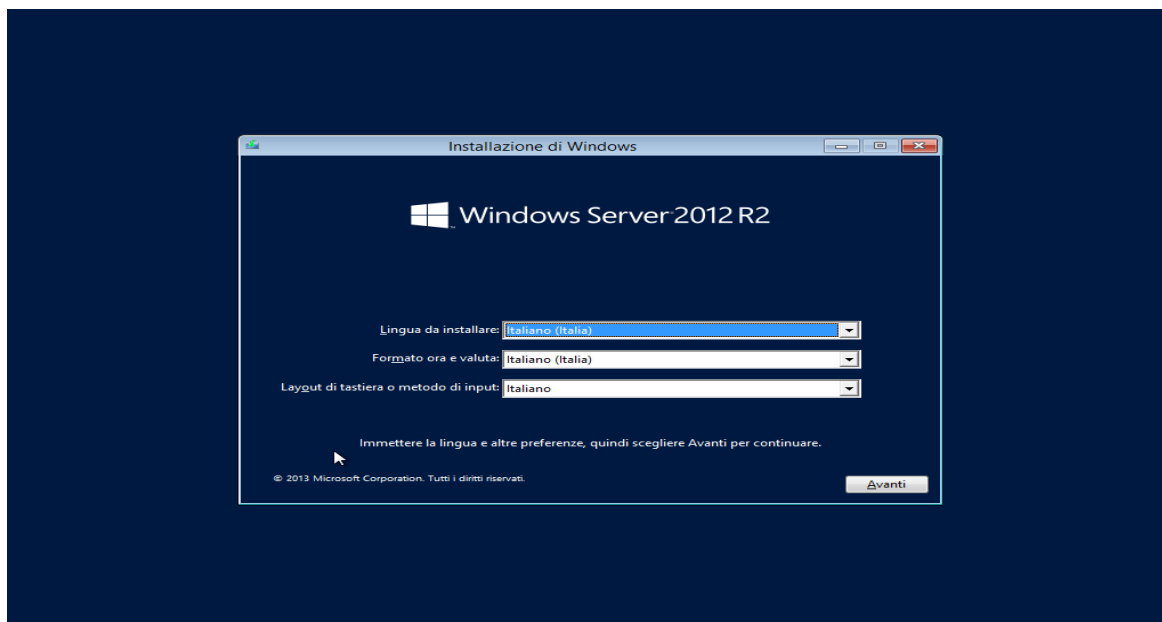 Installazione di Windows
Windows Server 2012 R2
Lingua da installare: Italiano (Italia)
Formato ora e valuta: Italiano (Italia)
Layout di tastiera o metodo di input: Italiano
Immettere la lingua e altre preferenze, quindi scegliere Avanti per continuare.
© 2013 Microsoft Corporation. Tutti i diritti riservati.
Avanti